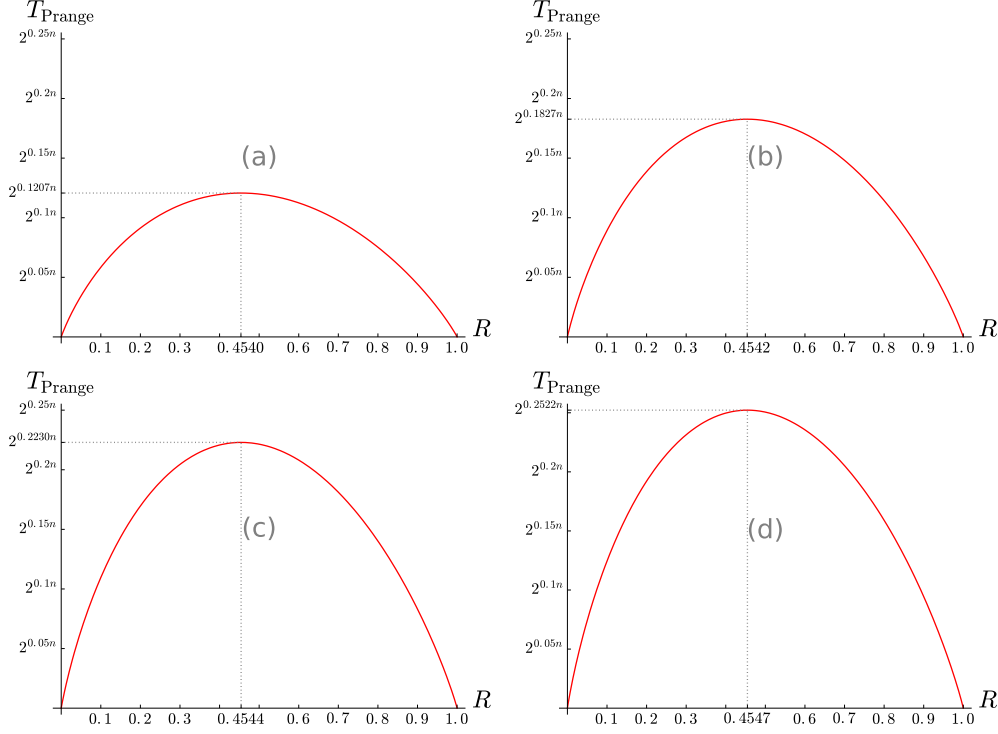 T_Prange
2^0.25n
2^0.2n
2^0.15n
2^0.1207n
2^0.1n
2^0.05n
(a)
0.1 0.2 0.3 0.4540 0.6 0.7 0.8 0.9 1.0 R
T_Prange
2^0.25n
2^0.2n
2^0.1827n
2^0.15n
2^0.1n
2^0.05n
(b)
0.1 0.2 0.3 0.4542 0.6 0.7 0.8 0.9 1.0 R
T_Prange
2^0.25n
2^0.2230n
2^0.2n
2^0.15n
2^0.1n
2^0.05n
(c)
0.1 0.2 0.3 0.4544 0.6 0.7 0.8 0.9 1.0 R
T_Prange
2^0.2522n
2^0.2n
2^0.15n
2^0.1n
2^0.05n
(d)
0.1 0.2 0.3 0.4547 0.6 0.7 0.8 0.9 1.0 R